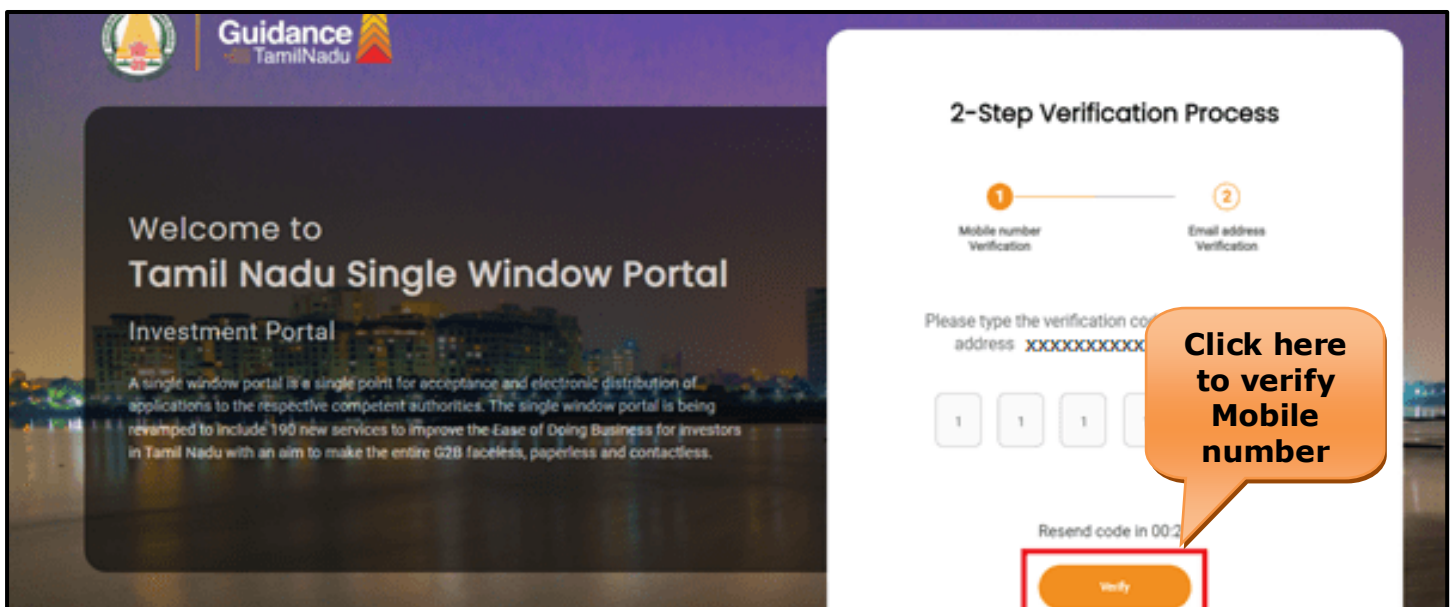 Guidance
TamilNadu
Welcome to
Tamil Nadu Single Window Portal
Investment Portal
A single window portal is a single point for acceptance and electronic distribution of
applications to the respective competent authorities. The single window portal is being
revamped to include 190 new services to improve the Ease of Doing Business for investors
in Tamil Nadu with an aim to make the entire G2B faceless, paperless and contactless.
2-Step Verification Process
1
2
Mobile number
Verification
Email address
Verification
Please type the verification
address xxxxxxxxxx
1 1 1
Click here
to verify
Mobile
number
Resend code in 00:2
Verify